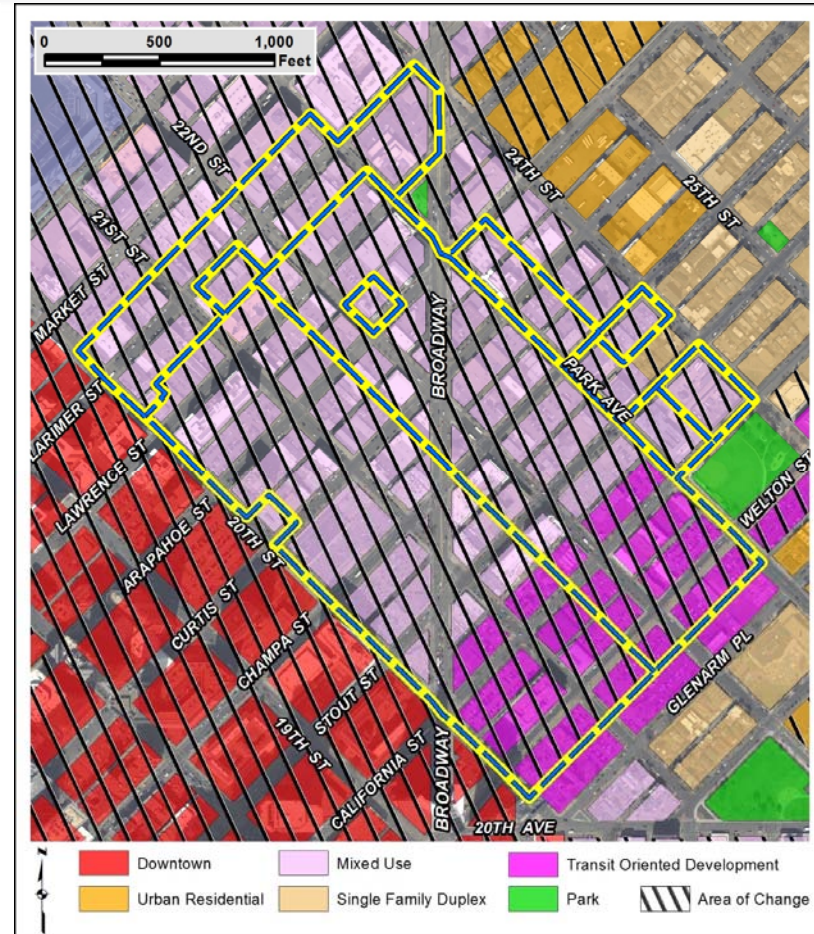 0 500 1,000
Feet
22ND ST
21ST ST
24TH ST
25TH ST
MARKET ST
LARIMER ST
LAWRENCE ST
ARAPAHOE ST
CURTIS ST
CHAMPA ST
STOUT ST
CALIFORNIA ST
20TH ST
19TH ST
BROADWAY
BROADWAY
PARK AVE
WELTON ST
GLENARM PL
20TH AVE
N
Downtown
Mixed Use
Transit Oriented Development
Urban Residential
Single Family Duplex
Park
Area of Change